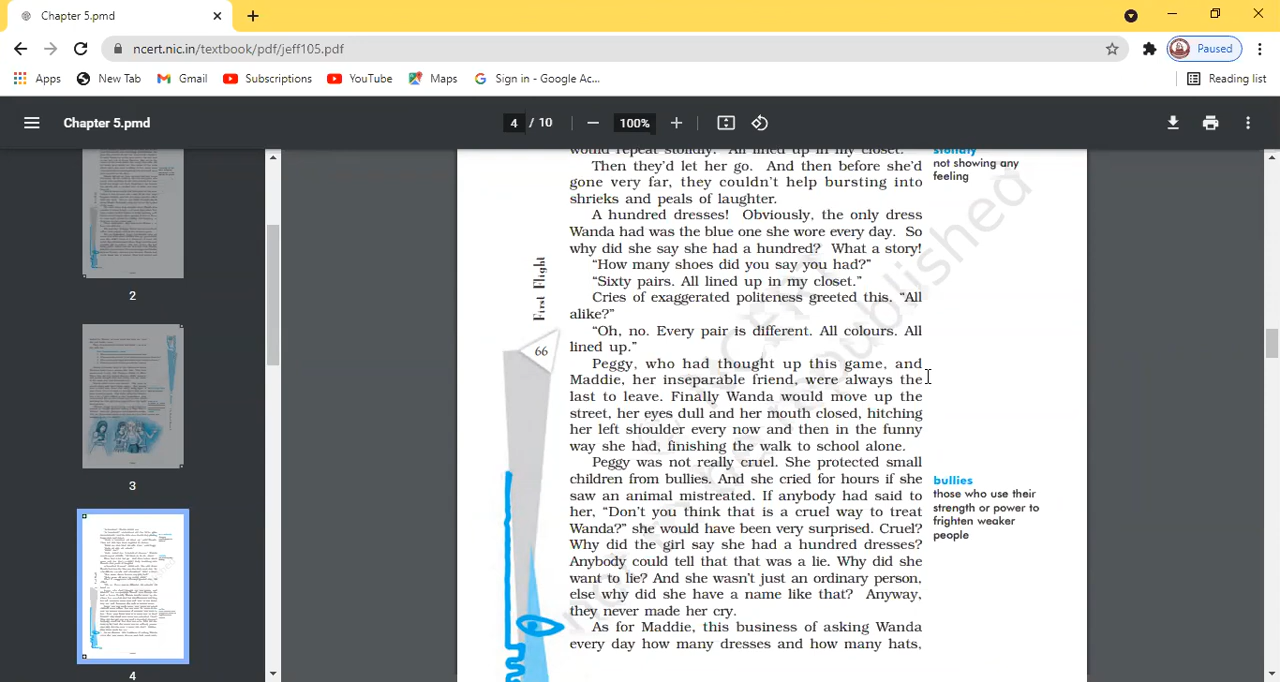 Chapter 5.pmd
ncert.nic.in/textbook/pdf/jeff105.pdf
Paused
Apps
New Tab
Gmail
Subscriptions
YouTube
Maps
Sign in - Google Ac...
Reading list
Chapter 5.pmd
4 / 10
100%
2
3
4
First Flight
66
would repeat stolidly. "All lined up in my closet."
Then they'd let her go. And then before she'd
gone very far, they couldn't help bursting into
shrieks and peals of laughter.
A hundred dresses! Obviously, the only dress
Wanda had was the blue one she wore every day. So
why did she say she had a hundred? What a story!
“How many shoes did you say you had?”
“Sixty pairs. All lined up in my closet.”
Cries of exaggerated politeness greeted this. “All
alike?”
“Oh, no. Every pair is different. All colours. All
lined up.”
Peggy, who had thought up this game, and
Maddie, her inseparable friend, were always the
last to leave. Finally Wanda would move up the
street, her eyes dull and her mouth closed, hitching
her left shoulder every now and then in the funny
way she had, finishing the walk to school alone.
Peggy was not really cruel. She protected small
children from bullies. And she cried for hours if she
saw an animal mistreated. If anybody had said to
her, “Don’t you think that is a cruel way to treat
Wanda?” she would have been very surprised. Cruel?
Why did the girl say she had a hundred dresses?
Anybody could tell that that was a lie. Why did she
want to lie? And she wasn’t just an ordinary person,
else why did she have a name like that? Anyway,
they never made her cry.
As for Maddie, this business of asking Wanda
every day how many dresses and how many hats,
stolidly
not showing any
feeling
bullies
those who use their
strength or power to
frighten weaker
people
published